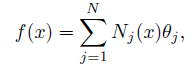 f(x) = \sum_{j=1}^{N} N_j(x)\theta_j,